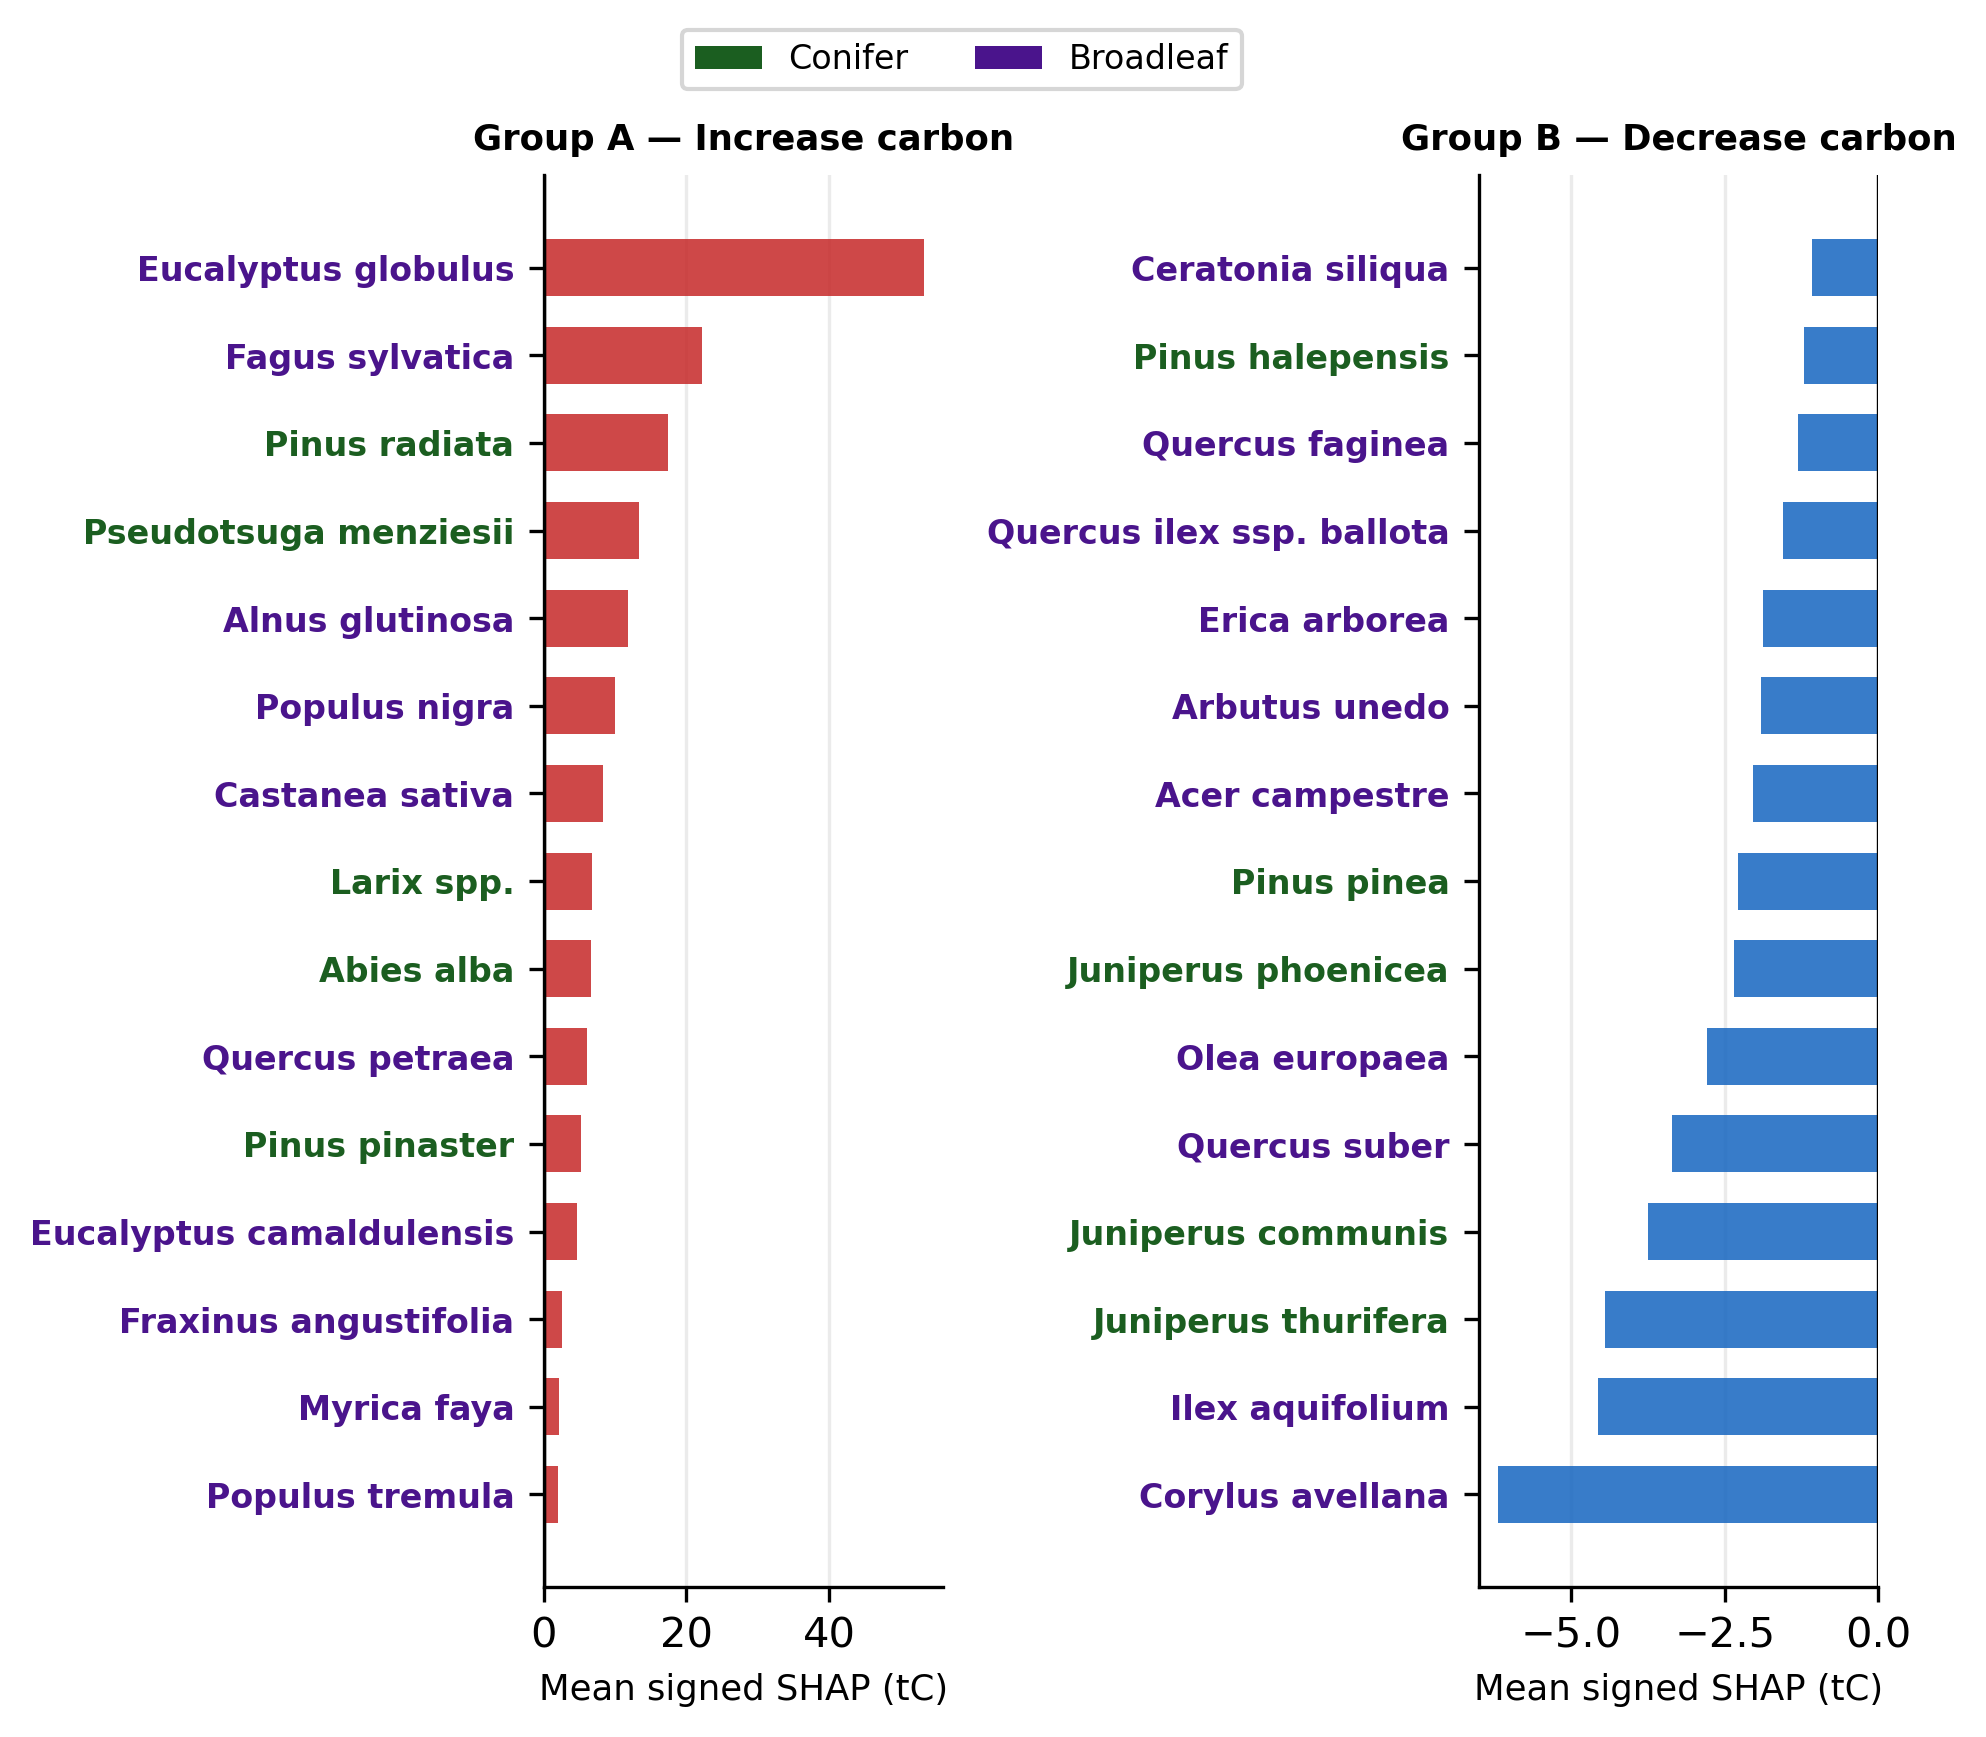 Conifer
Broadleaf
Group A — Increase carbon
Eucalyptus globulus
Fagus sylvatica
Pinus radiata
Pseudotsuga menziesii
Alnus glutinosa
Populus nigra
Castanea sativa
Larix spp.
Abies alba
Quercus petraea
Pinus pinaster
Eucalyptus camaldulensis
Fraxinus angustifolia
Myrica faya
Populus tremula
0 20 40
Mean signed SHAP (tC)
Group B — Decrease carbon
Ceratonia siliqua
Pinus halepensis
Quercus faginea
Quercus ilex ssp. ballota
Erica arborea
Arbutus unedo
Acer campestre
Pinus pinea
Juniperus phoenicea
Olea europaea
Quercus suber
Juniperus communis
Juniperus thurifera
Ilex aquifolium
Corylus avellana
−5.0 −2.5 0.0
Mean signed SHAP (tC)